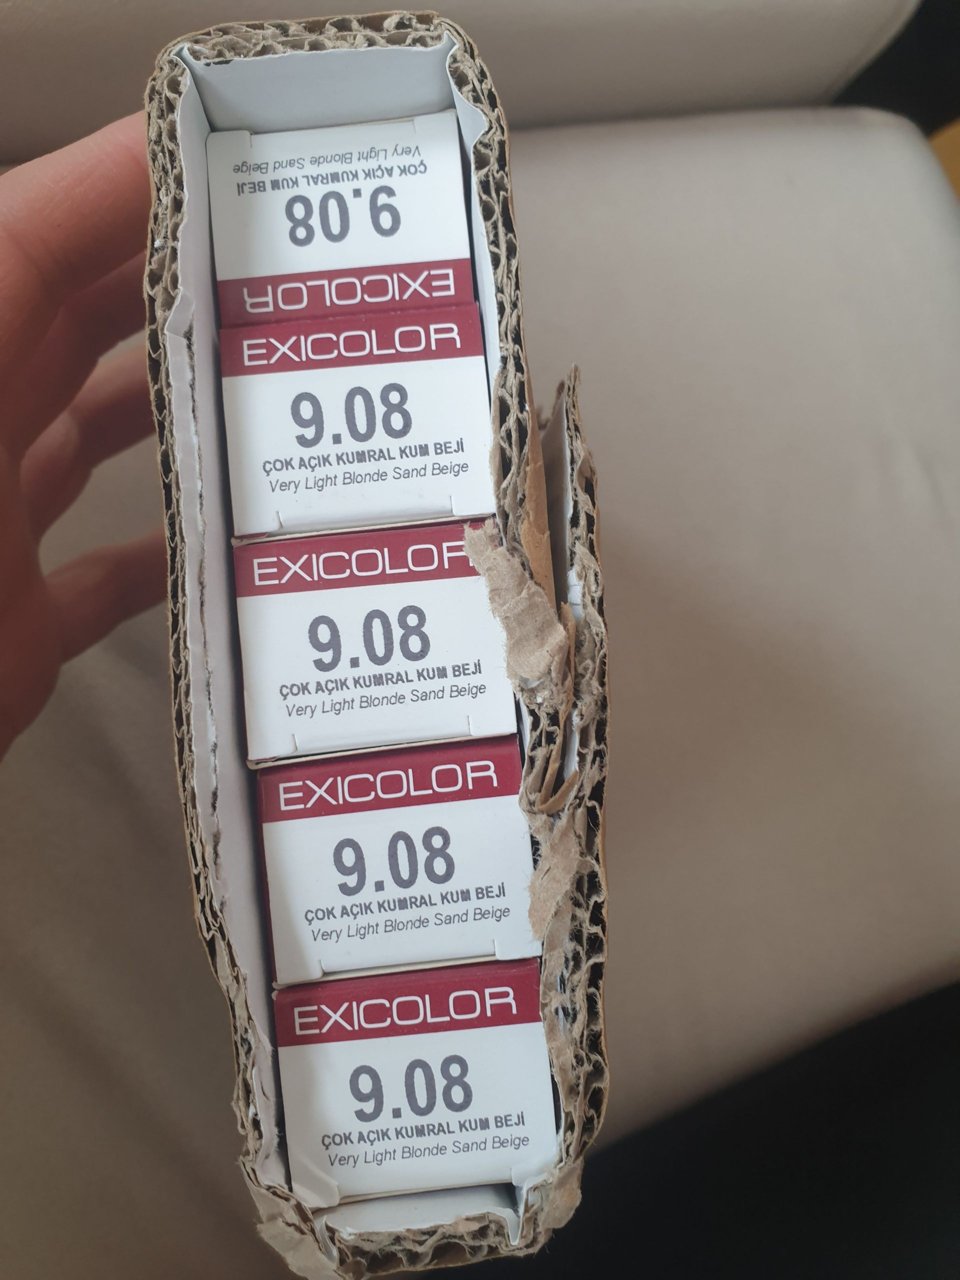 EXICOLOR
9.08
ÇOK AÇIK KUMRAL KUM BEJİ
Very Light Blonde Sand Beige
EXICOLOR
9.08
ÇOK AÇIK KUMRAL KUM BEJİ
Very Light Blonde Sand Beige
EXICOLOR
9.08
ÇOK AÇIK KUMRAL KUM BEJİ
Very Light Blonde Sand Beige
EXICOLOR
9.08
ÇOK AÇIK KUMRAL KUM BEJİ
Very Light Blonde Sand Beige
EXICOLOR
9.08
ÇOK AÇIK KUMRAL KUM BEJİ
Very Light Blonde Sand Beige